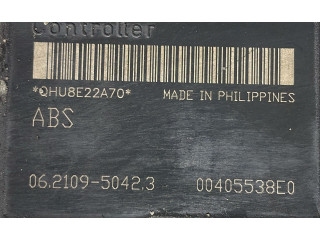 Controller
*QHU8E22A70* MADE IN PHILIPPINES
ABS
06.2109-5042.3 00405538E0